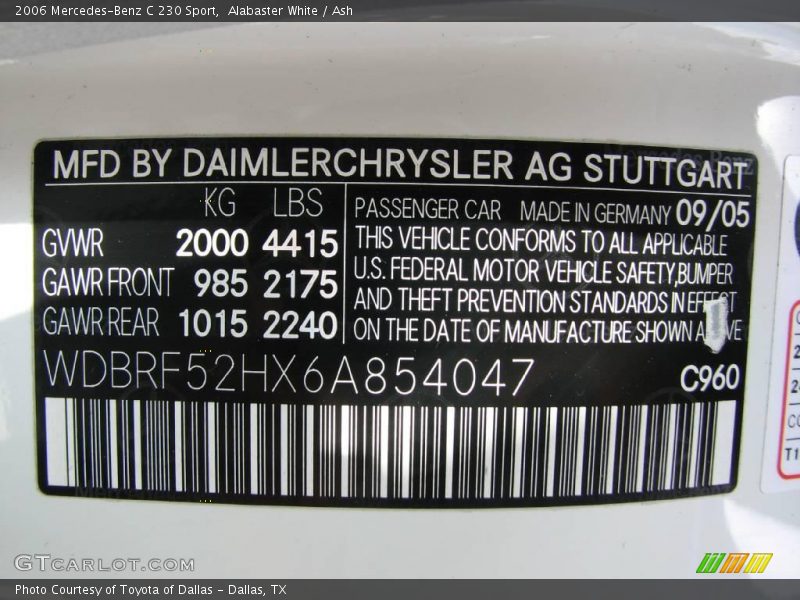 2006 Mercedes-Benz C 230 Sport,  Alabaster White / Ash
MFD BY DAIMLERCHRYSLER AG STUTTGART
KG LBS
PASSENGER CAR MADE IN GERMANY 09/05
GVWR 2000 4415
THIS VEHICLE CONFORMS TO ALL APPLICABLE
GAWR FRONT 985 2175
U.S. FEDERAL MOTOR VEHICLE SAFETY,BUMPER
AND THEFT PREVENTION STANDARDS IN EFFECT
GAWR REAR 1015 2240
ON THE DATE OF MANUFACTURE SHOWN
WDBRF52HX6A854047
C960
GTCARLOT.COM
Photo Courtesy of Toyota of Dallas - Dallas, TX